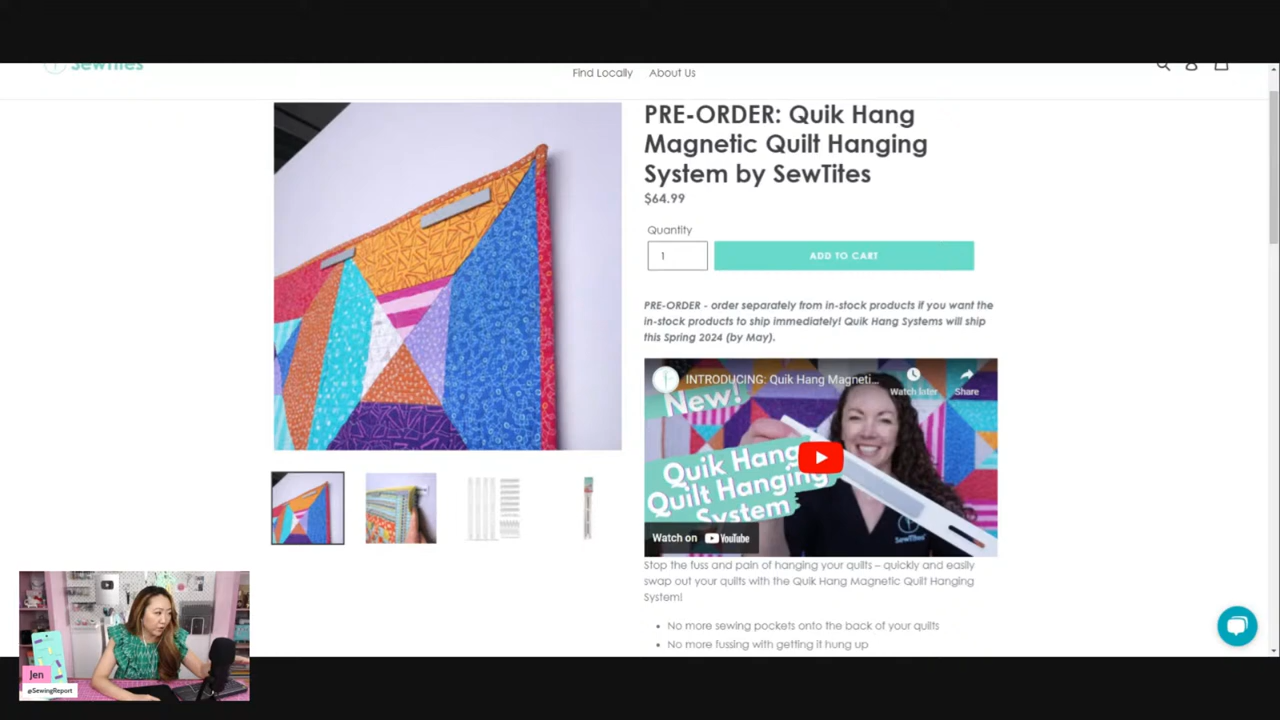 SewTites
Find Locally
About Us
PRE-ORDER: Quik Hang
Magnetic Quilt Hanging
System by SewTites
$64.99
Quantity
1
ADD TO CART
PRE-ORDER - order separately from in-stock products if you want the
in-stock products to ship immediately! Quik Hang Systems will ship
this Spring 2024 (by May).
INTRODUCING: Quik Hang Magneti...
Watch later
Share
New!
Quik Hang
Quilt Hanging
System
SewTites
Watch on YouTube
Stop the fuss and pain of hanging your quilts – quickly and easily
swap out your quilts with the Quik Hang Magnetic Quilt Hanging
System!
• No more sewing pockets onto the back of your quilts
• No more fussing with getting it hung up
Jen
@SewingReport